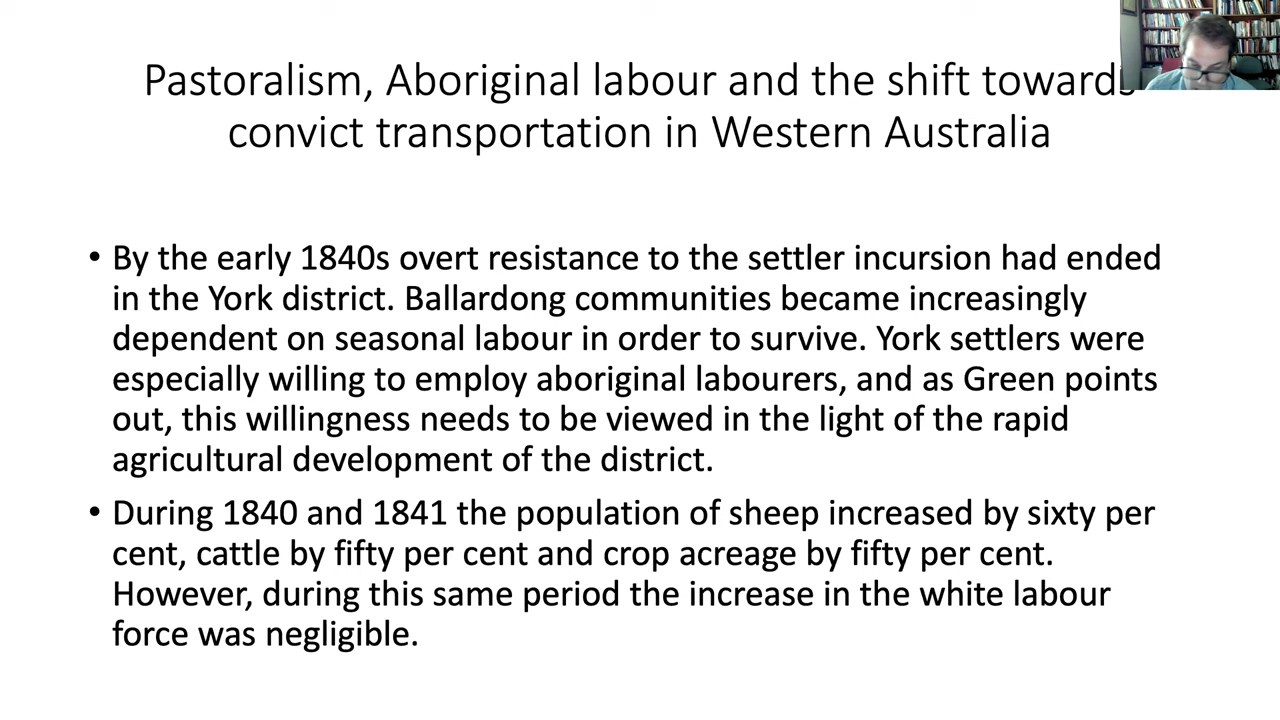 Pastoralism, Aboriginal labour and the shift towards
convict transportation in Western Australia
• By the early 1840s overt resistance to the settler incursion had ended
in the York district. Ballardong communities became increasingly
dependent on seasonal labour in order to survive. York settlers were
especially willing to employ aboriginal labourers, and as Green points
out, this willingness needs to be viewed in the light of the rapid
agricultural development of the district.
• During 1840 and 1841 the population of sheep increased by sixty per
cent, cattle by fifty per cent and crop acreage by fifty per cent.
However, during this same period the increase in the white labour
force was negligible.